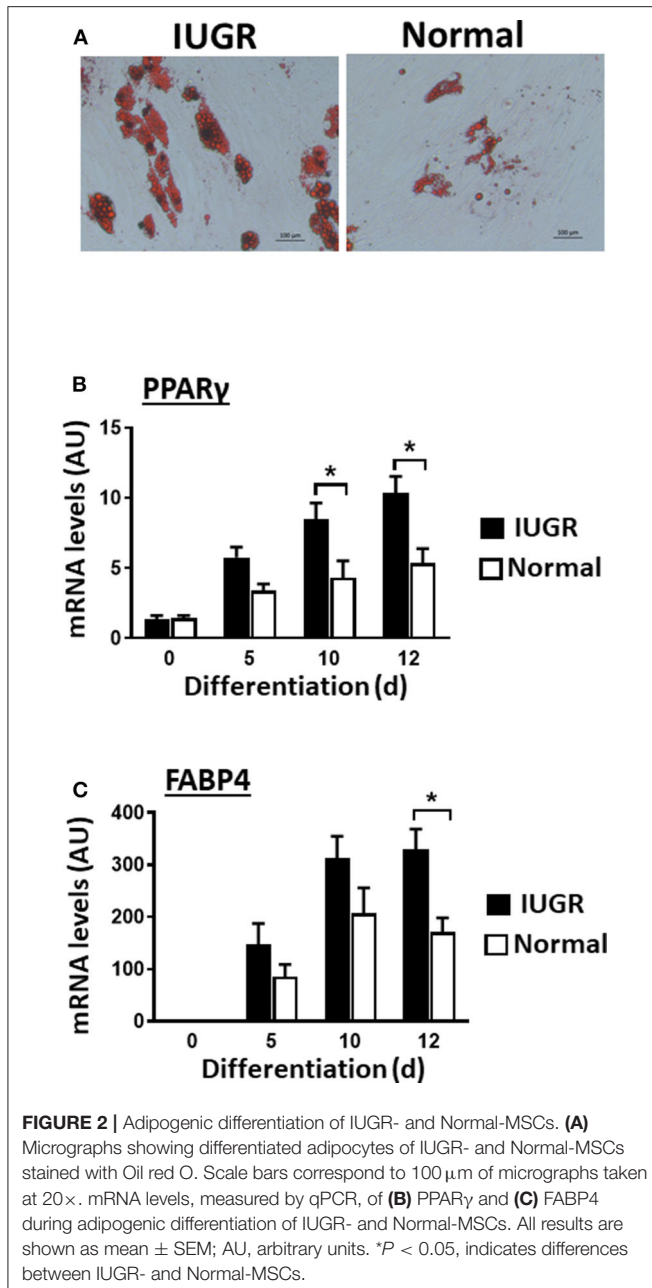 A
IUGR
Normal
100 µm
100 µm
B
PPARγ
mRNA levels (AU)
15
10
5
0
*
*
IUGR
Normal
0 5 10 12
Differentiation (d)
C
FABP4
mRNA levels (AU)
400
300
200
100
0
*
IUGR
Normal
0 5 10 12
Differentiation (d)
FIGURE 2 | Adipogenic differentiation of IUGR- and Normal-MSCs. (A)
Micrographs showing differentiated adipocytes of IUGR- and Normal-MSCs
stained with Oil red O. Scale bars correspond to 100 µm of micrographs taken
at 20×. mRNA levels, measured by qPCR, of (B) PPARγ and (C) FABP4
during adipogenic differentiation of IUGR- and Normal-MSCs. All results are
shown as mean ± SEM; AU, arbitrary units. *P < 0.05, indicates differences
between IUGR- and Normal-MSCs.